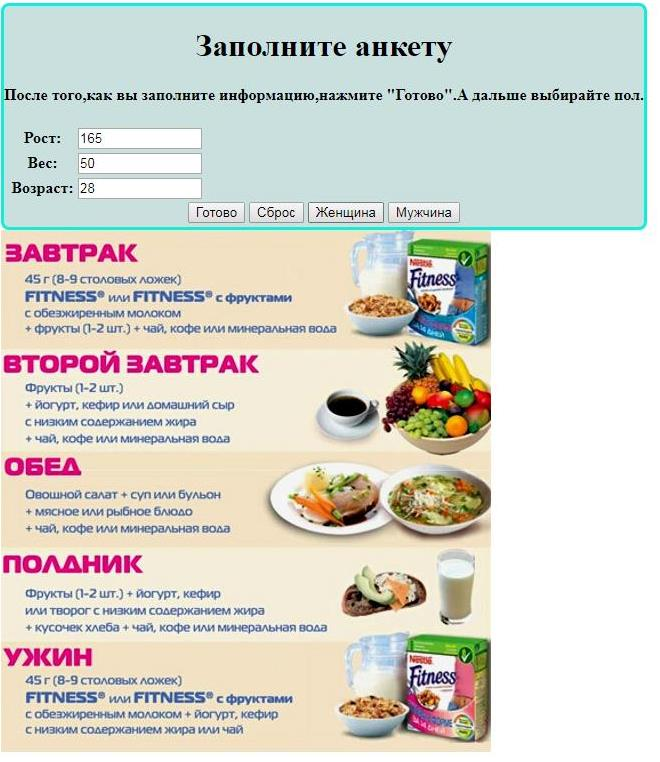 Заполните анкету
После того,как вы заполните информацию,нажмите "Готово".А дальше выбирайте пол.
Рост: 165
Вес: 50
Возраст: 28
Готово Сброс Женщина Мужчина
ЗАВТРАК
45 г (8-9 столовых ложек)
FITNESS® или FITNESS® с фруктами
с обезжиренным молоком
+ фрукты (1-2 шт.) + чай, кофе или минеральная вода
Nestlé
Fitness
ВТОРОЙ ЗАВТРАК
Фрукты (1-2 шт.)
+ йогурт, кефир или домашний сыр
с низким содержанием жира
+ чай, кофе или минеральная вода
ОБЕД
Овошной салат + суп или бульон
+ мясное или рыбное блюдо
+ чай, кофе или минеральная вода
ПОЛДНИК
Фрукты (1-2 шт.) + йогурт, кефир
или творог с низким содержанием жира
+ кусочек хлеба + чай, кофе или минеральная вода
УЖИН
45 г (8-9 столовых ложек)
FITNESS® или FITNESS® с фруктами
с обезжиренным молоком + йогурт, кефир
с низким содержанием жира или чай
Nestlé
Fitness